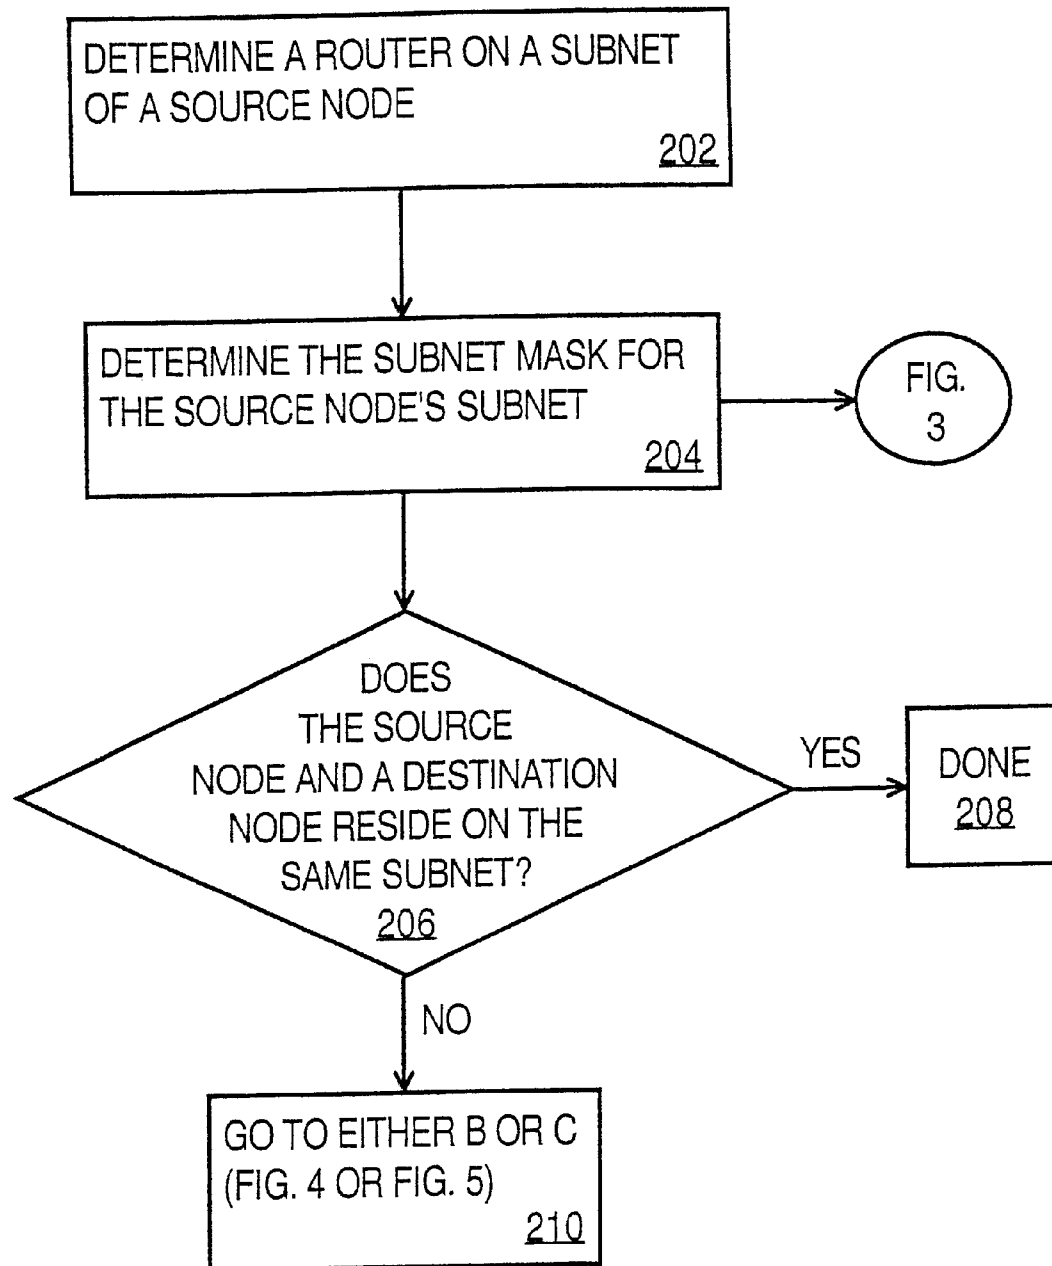 DETERMINE A ROUTER ON A SUBNET
OF A SOURCE NODE
202
DETERMINE THE SUBNET MASK FOR
THE SOURCE NODE'S SUBNET
204
FIG.
3
DOES
THE SOURCE
NODE AND A DESTINATION
NODE RESIDE ON THE
SAME SUBNET?
206
YES
DONE
208
NO
GO TO EITHER B OR C
(FIG. 4 OR FIG. 5)
210